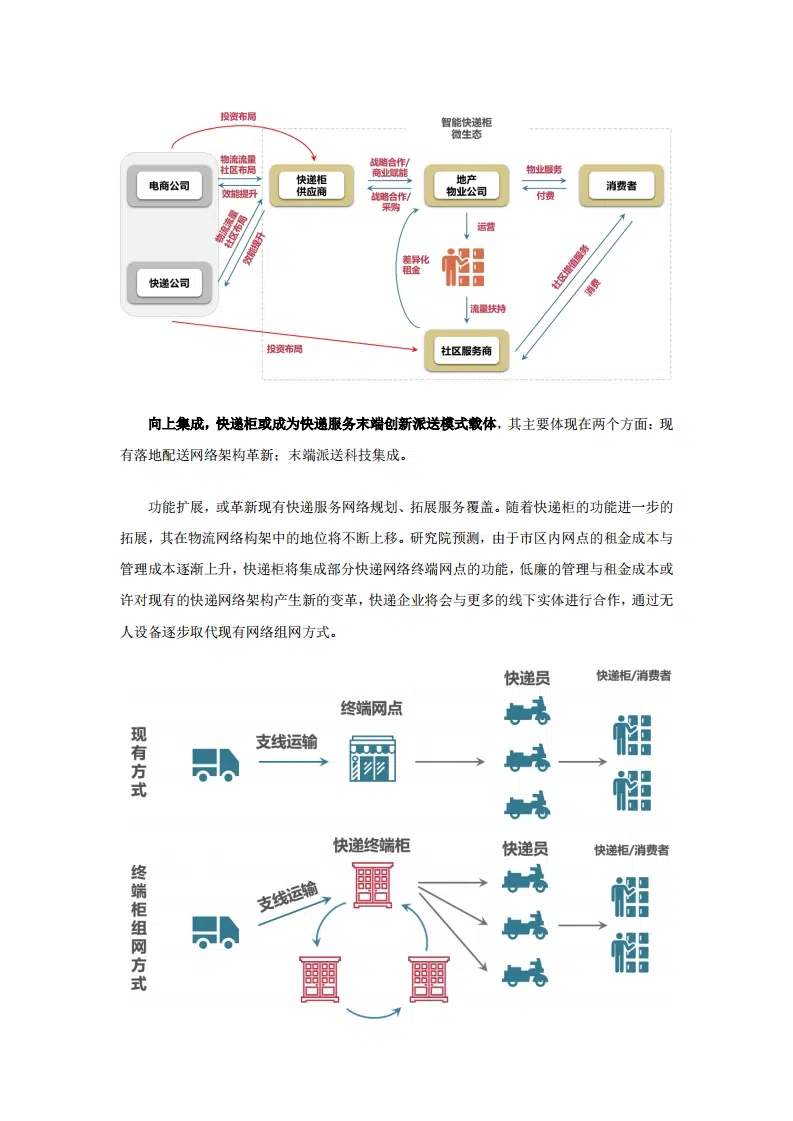 投资布局
智能快递柜
微生态
物流流量
社区布局
效能提升
电商公司
快递柜
供应商
战略合作/
商业赋能
战略合作/
采购
地产
物业公司
物业服务
付费
消费者
物流流量
社区布局
效能提升
快递公司
差异化
租金
运营
流量扶持
社区增值服务
消费
投资布局
社区服务商
向上集成，快递柜或成为快递服务末端创新派送模式载体，其主要体现在两个方面：现
有落地配送网络架构革新；末端派送科技集成。
功能扩展，或革新现有快递服务网络规划、拓展服务覆盖。随着快递柜的功能进一步的
拓展，其在物流网络构架中的地位将不断上移。研究院预测，由于市区内网点的租金成本与
管理成本逐渐上升，快递柜将集成部分快递网络终端网点的功能，低廉的管理与租金成本或
许对现有的快递网络架构产生新的变革，快递企业将会与更多的线下实体进行合作，通过无
人设备逐步取代现有网络组网方式。
现有方式
支线运输
终端网点
快递员
快递柜/消费者
终端柜组网方式
支线运输
快递终端柜
快递员
快递柜/消费者